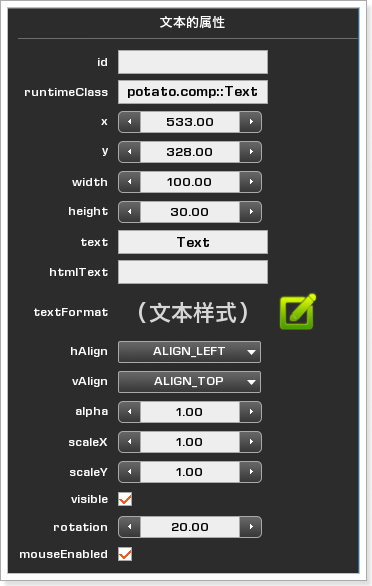 文本的属性
id
runtimeClass potato.comp::Text
x 533.00
y 328.00
width 100.00
height 30.00
text Text
htmlText
textFormat （文本样式）
hAlign ALIGN_LEFT
vAlign ALIGN_TOP
alpha 1.00
scaleX 1.00
scaleY 1.00
visible
rotation 20.00
mouseEnabled